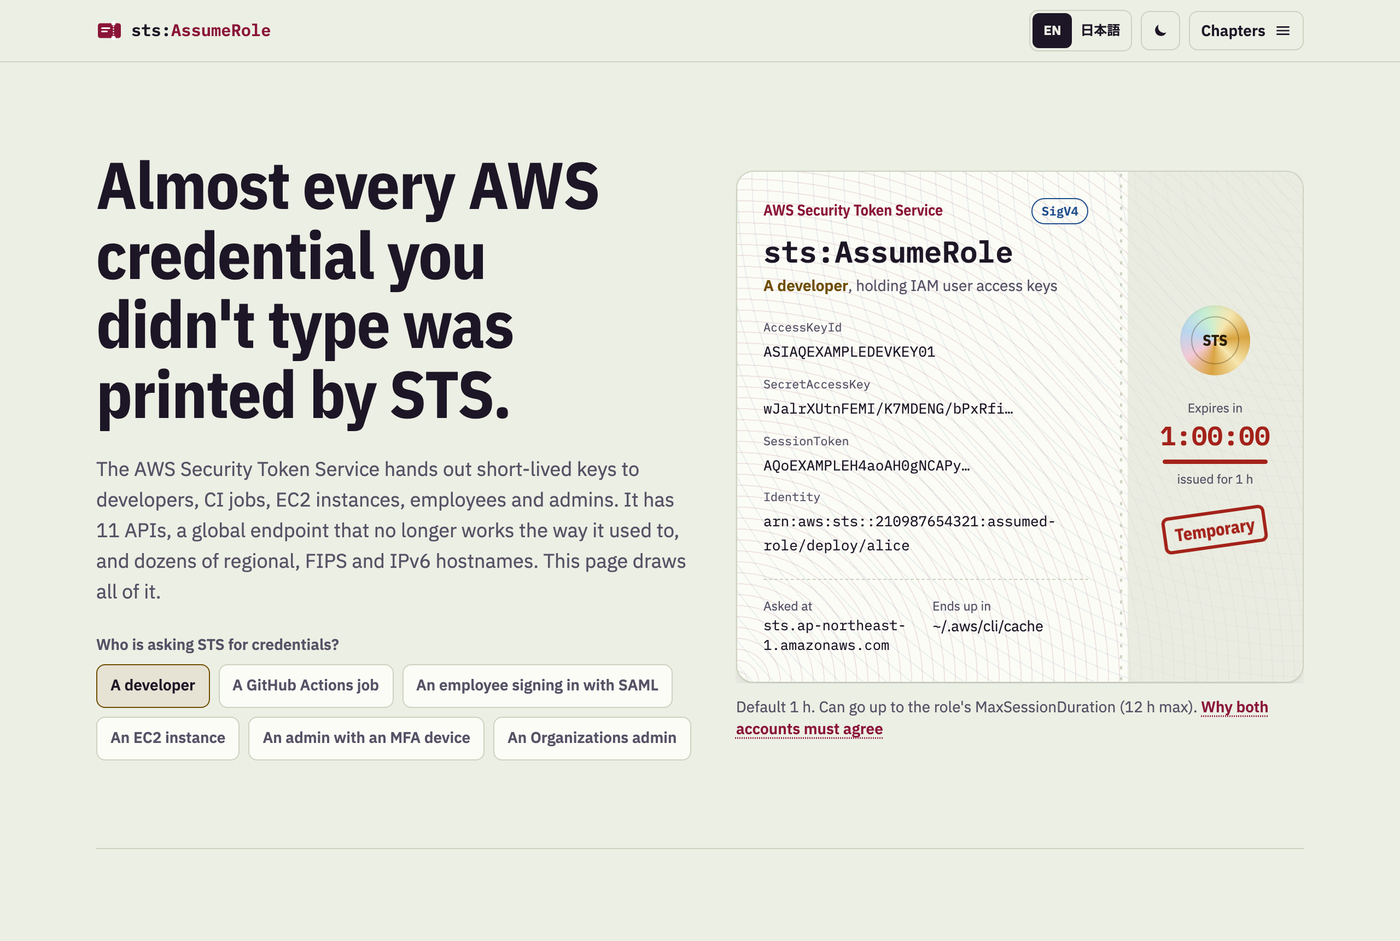 sts:AssumeRole
EN
日本語
Chapters
Almost every AWS
credential you
didn't type was
printed by STS.
The AWS Security Token Service hands out short-lived keys to
developers, CI jobs, EC2 instances, employees and admins. It has
11 APIs, a global endpoint that no longer works the way it used to,
and dozens of regional, FIPS and IPv6 hostnames. This page draws
all of it.
Who is asking STS for credentials?
A developer
A GitHub Actions job
An employee signing in with SAML
An EC2 instance
An admin with an MFA device
An Organizations admin
AWS Security Token Service
SigV4
sts:AssumeRole
A developer, holding IAM user access keys
AccessKeyId
ASIAQEXAMPLEDEVKEY01
SecretAccessKey
wJalrXUtnFEMI/K7MDENG/bPxRfi…
SessionToken
AQoEXAMPLEH4aoAH0gNCAPy…
Identity
arn:aws:sts::210987654321:assumed-
role/deploy/alice
Asked at
sts.ap-northeast-
1.amazonaws.com
Ends up in
~/.aws/cli/cache
STS
Expires in
1:00:00
issued for 1 h
Temporary
Default 1 h. Can go up to the role's MaxSessionDuration (12 h max). Why both
accounts must agree